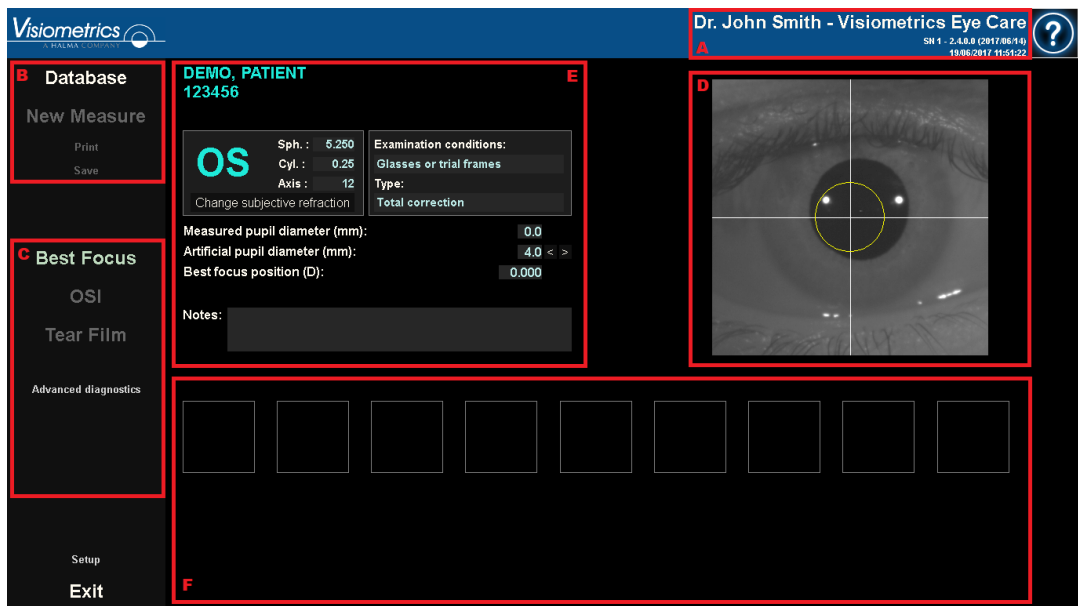 Visiometrics
A HALMA COMPANY
Dr. John Smith - Visiometrics Eye Care
SN 1 - 2.4.0.0 (2017/06/14)
19/06/2017 11:51:22
?
A
B
Database
New Measure
Print
Save
C
Best Focus
OSI
Tear Film
Advanced diagnostics
Setup
Exit
DEMO, PATIENT
E
123456
OS
Sph. : 5.250
Cyl. : 0.25
Axis : 12
Change subjective refraction
Examination conditions:
Glasses or trial frames
Type:
Total correction
Measured pupil diameter (mm): 0.0
Artificial pupil diameter (mm): 4.0 < >
Best focus position (D): 0.000
Notes:
D
F